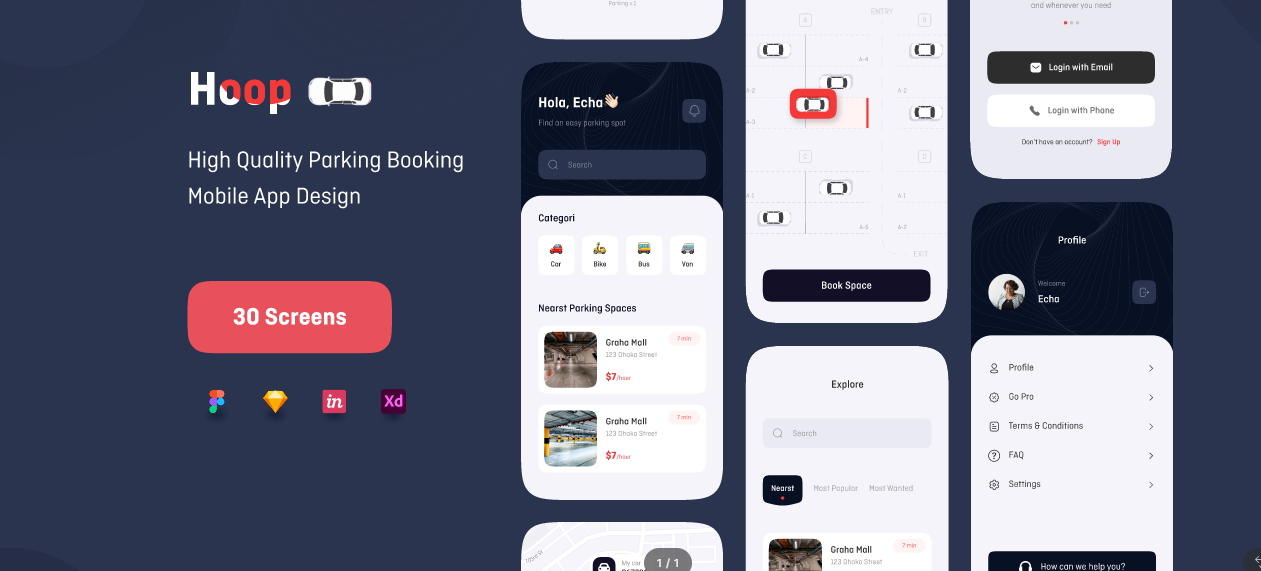 Hoop
High Quality Parking Booking
Mobile App Design
30 Screens
in
Xd
Parking x 1
Hola, Echa👋🏻
Find an easy parking spot
Search
Categori
Car
Bike
Bus
Van
Nearst Parking Spaces
Graha Mall
7 min
123 Dhaka Street
$7/hour
Graha Mall
7 min
123 Dhaka Street
$7/hour
My car
1 / 1
ENTRY
A
B
A-4
A-2
A-2
A-3
C
D
A-1
A-1
A-5
A-2
EXIT
Book Space
Explore
Search
Nearst
Most Popular
Most Wanted
Graha Mall
7 min
123 Dhaka Street
and whenever you need
Login with Email
Login with Phone
Don't have an account? Sign Up
Profile
Welcome
Echa
Profile
Go Pro
Terms & Conditions
FAQ
Settings
How can we help you?